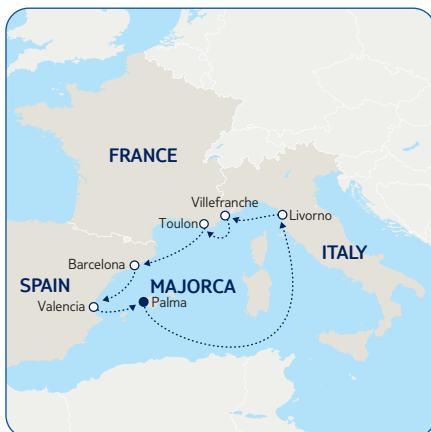 FRANCE
Villefranche
Toulon
Livorno
ITALY
Barcelona
SPAIN
MAJORCA
Valencia
Palma